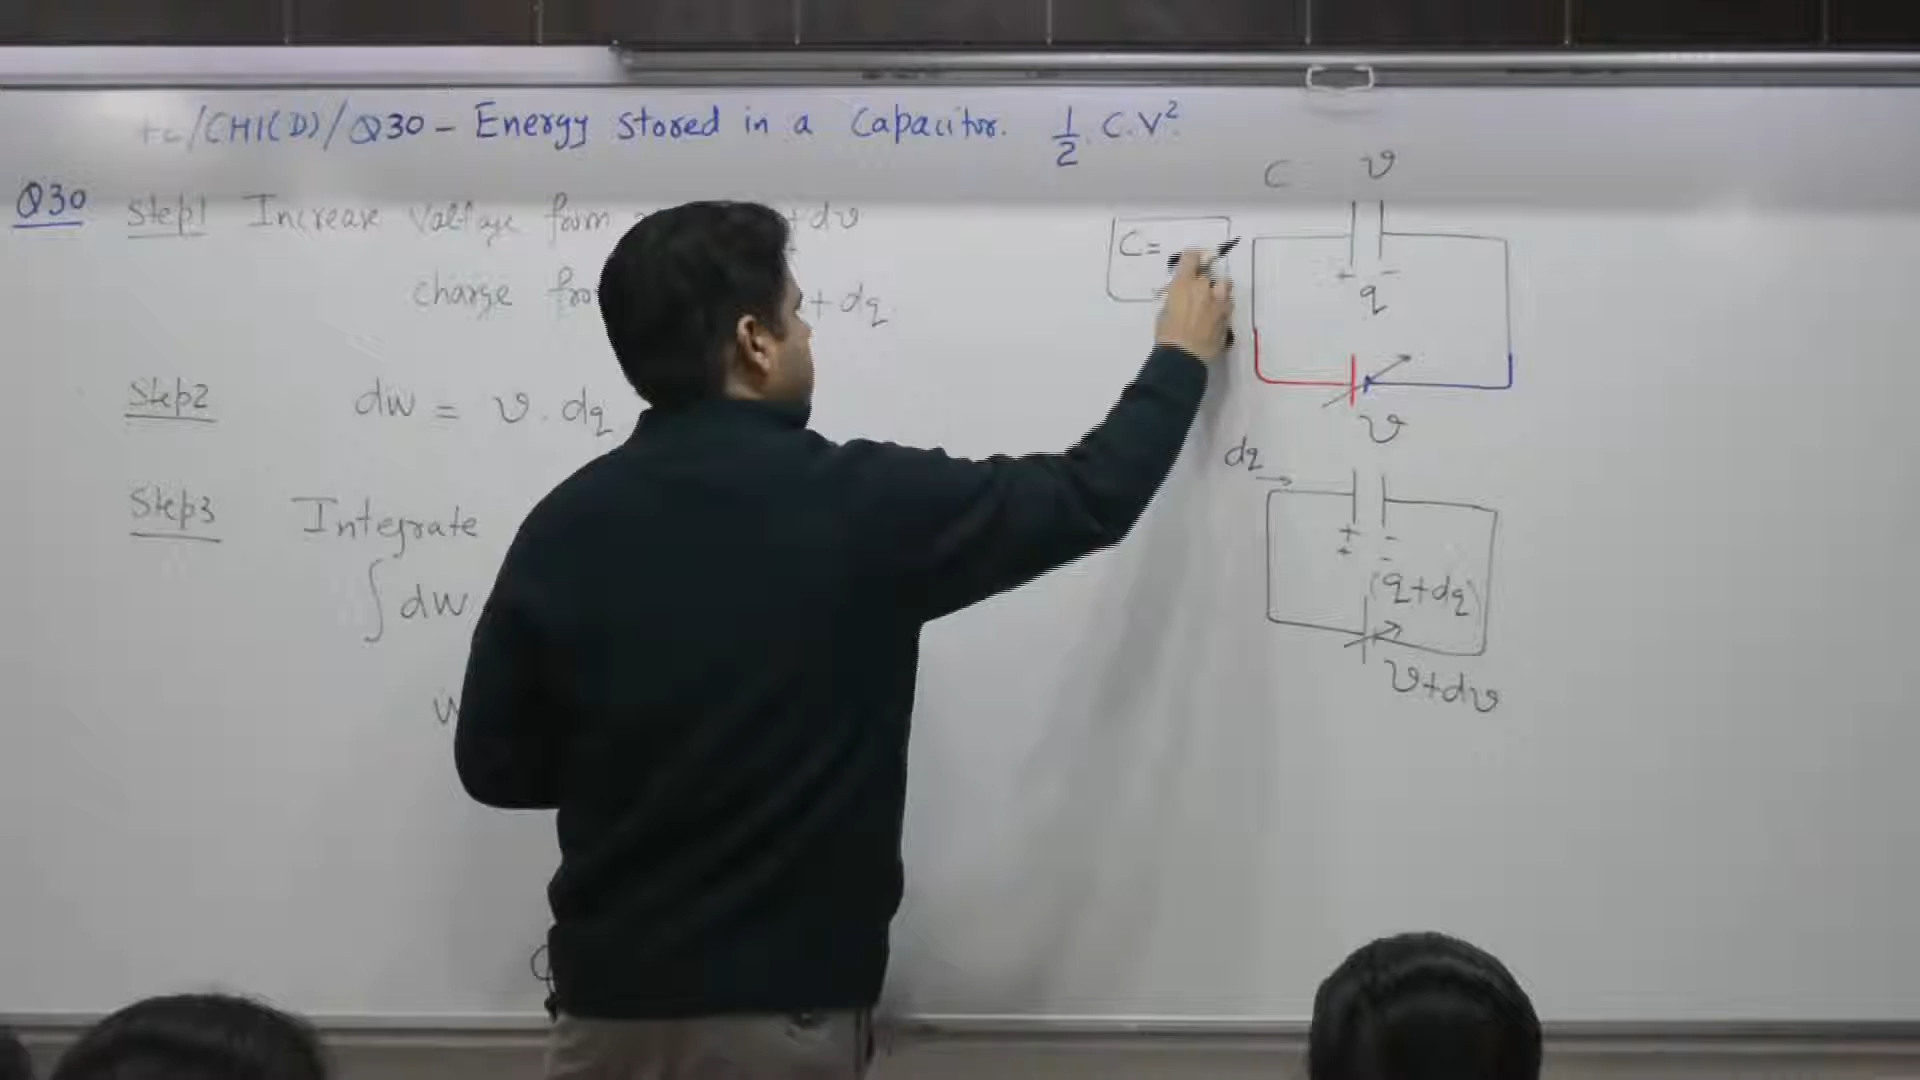 /CH1(D)/Q30 - Energy stored in a Capacitor. 1/2 C.V²
Q30 Step1 Increase Voltage from + dv
charge from + dq
Step2 dw = v . dq
Step3 Integrate
∫ dw
w
C =
C v
+ -
q
v
dq
+ -
+ -
(q+dq)
v+dv